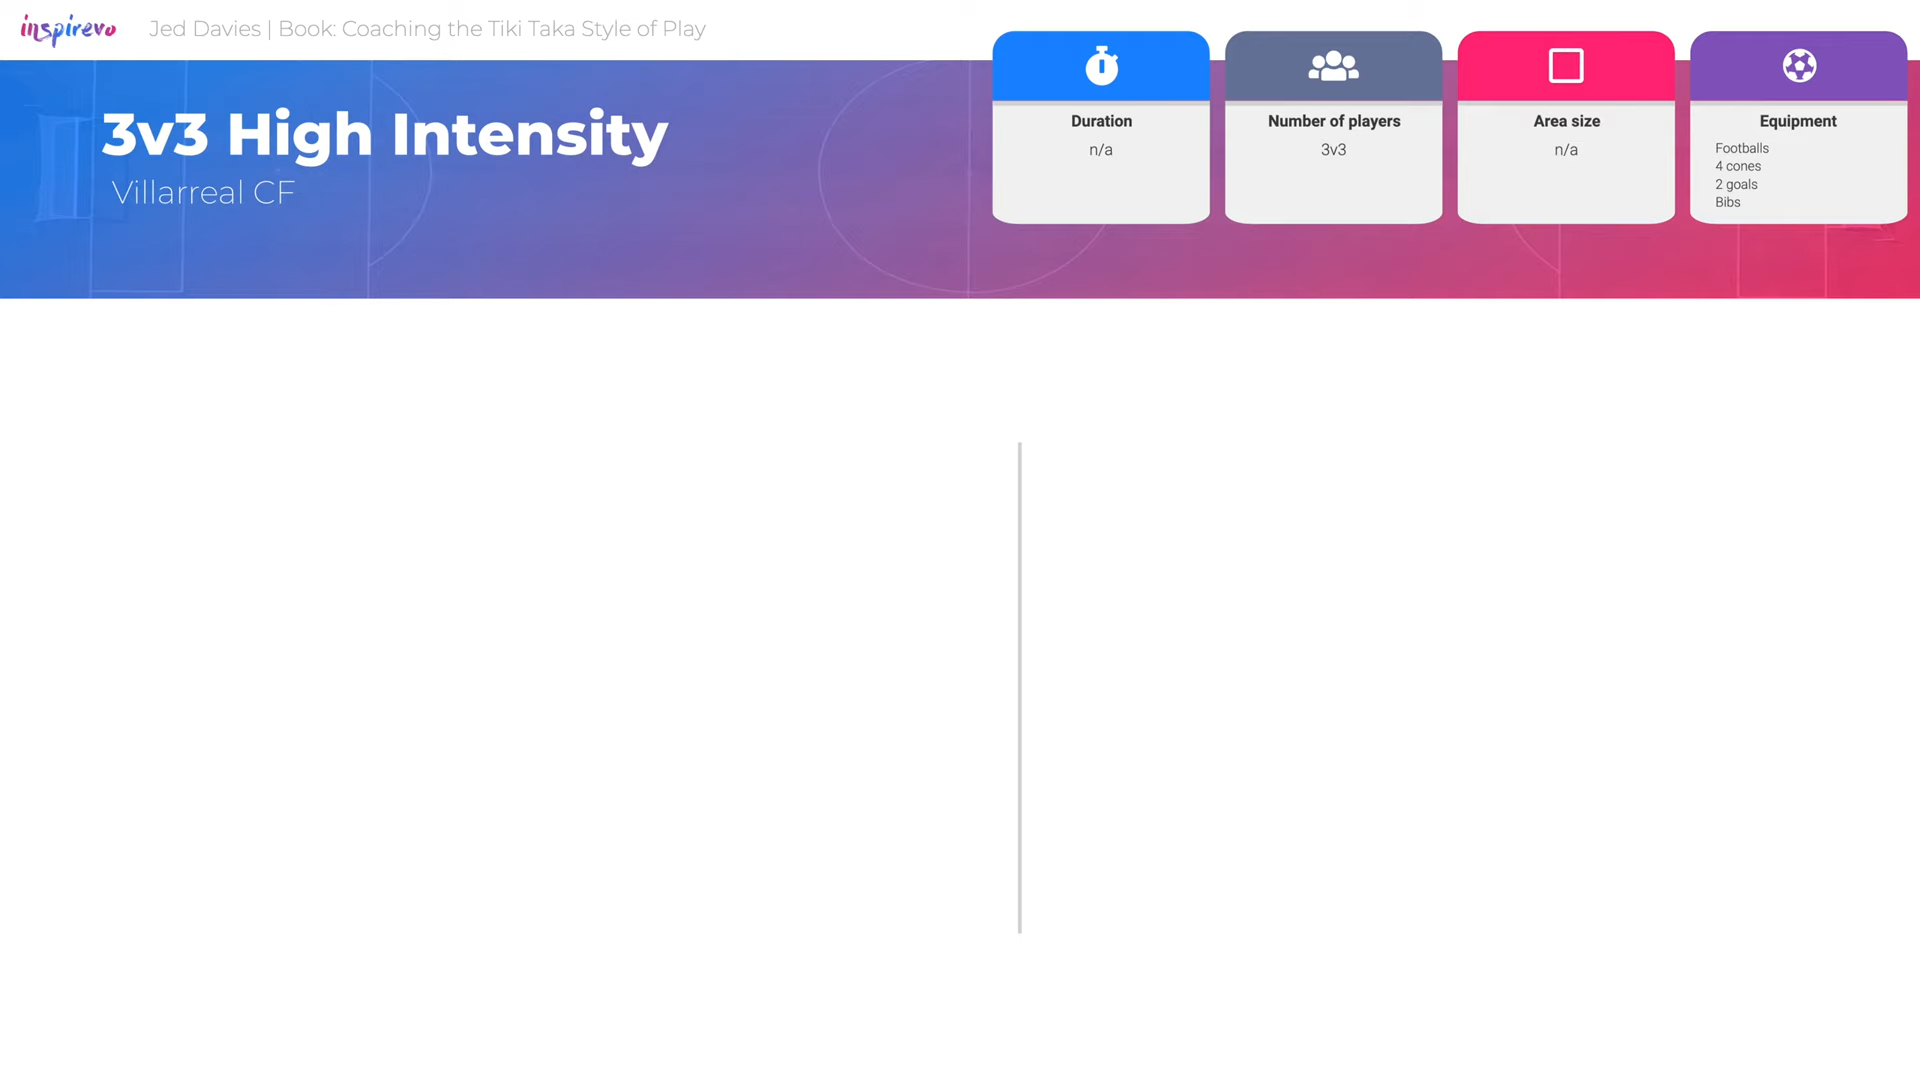 inspirevo
Jed Davies | Book: Coaching the Tiki Taka Style of Play
3v3 High Intensity
Villarreal CF
Duration
n/a
Number of players
3v3
Area size
n/a
Equipment
Footballs
4 cones
2 goals
Bibs